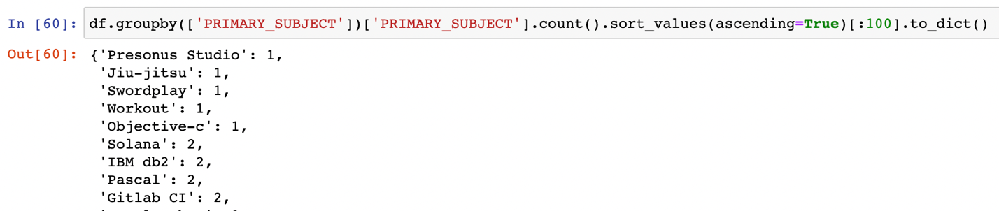 In [60]: df.groupby(['PRIMARY_SUBJECT'])['PRIMARY_SUBJECT'].count().sort_values(ascending=True)[:100].to_dict()
Out[60]: {'Presonus Studio': 1,
'Jiu-jitsu': 1,
'Swordplay': 1,
'Workout': 1,
'Objective-c': 1,
'Solana': 2,
'IBM db2': 2,
'Pascal': 2,
'Gitlab CI': 2,